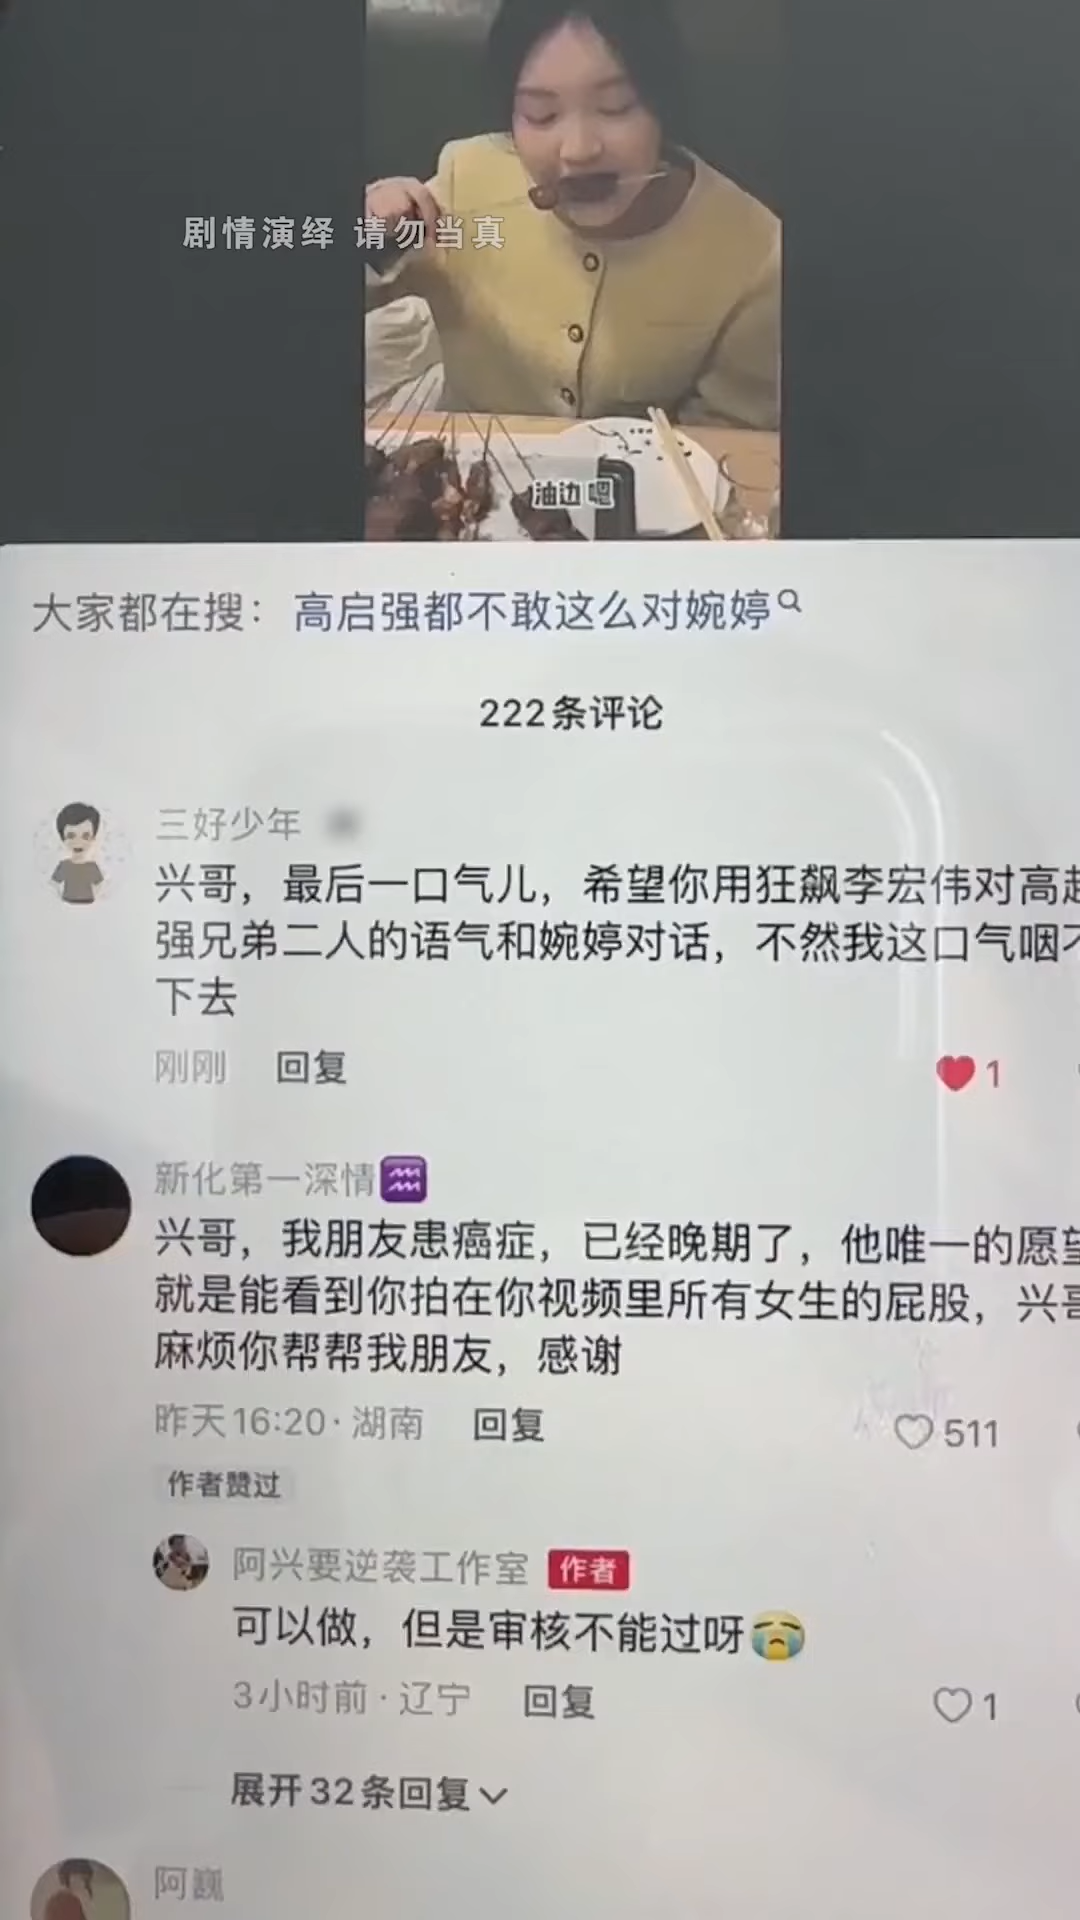 剧情演绎 请勿当真
油边 嗯
大家都在搜： 高启强都不敢这么对婉婷
222条评论
三好少年
兴哥，最后一口气儿，希望你用狂飙李宏伟对高启
强兄弟二人的语气和婉婷对话，不然我这口气咽不
下去
刚刚 回复
1
新化第一深情
兴哥，我朋友患癌症，已经晚期了，他唯一的愿望
就是能看到你拍在你视频里所有女生的屁股，兴哥
麻烦你帮帮我朋友，感谢
昨天16:20 · 湖南 回复
511
作者赞过
阿兴要逆袭工作室 作者
可以做，但是审核不能过呀
3小时前 · 辽宁 回复
1
展开32条回复
阿巍